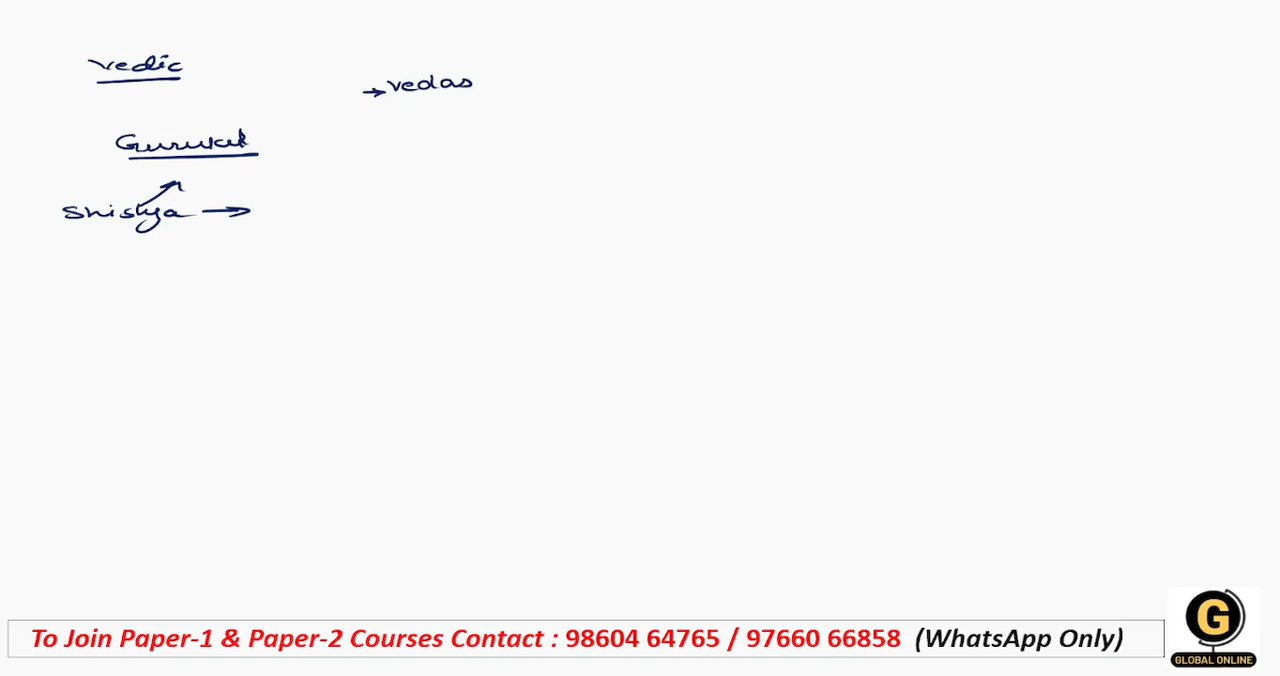 Vedic
→ vedas
Gurukul
Shishya →
To Join Paper-1 & Paper-2 Courses Contact : 98604 64765 / 97660 66858 (WhatsApp Only)
G
GLOBAL ONLINE